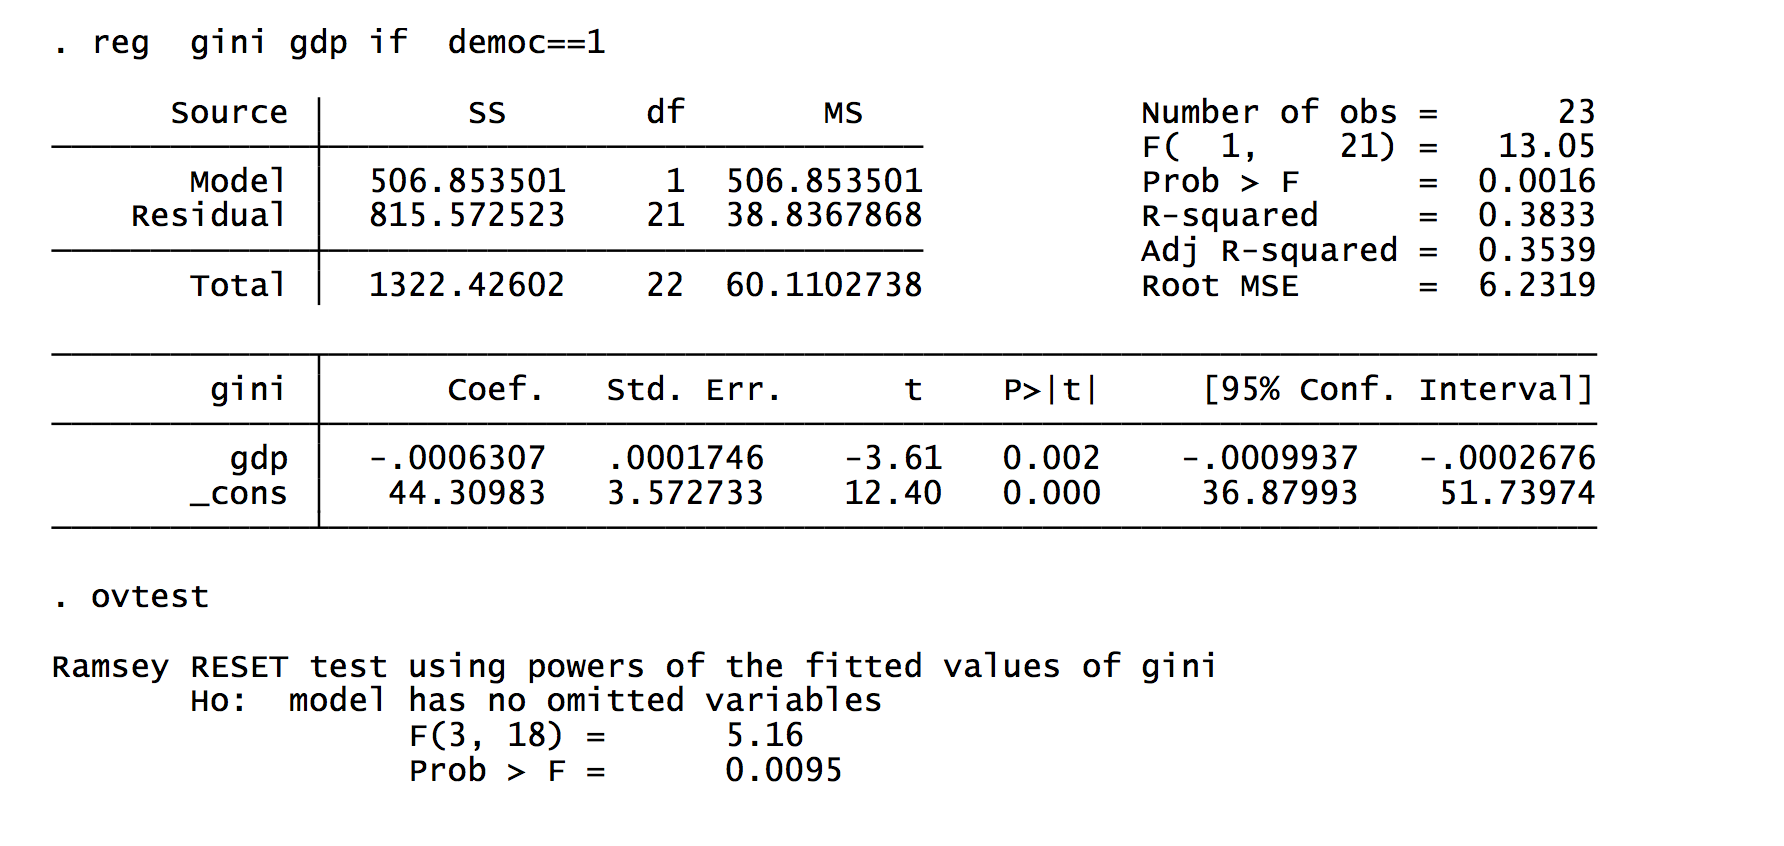 . reg  gini gdp if  democ==1
Source | SS df MS Number of obs = 23
F( 1, 21) = 13.05
Model | 506.853501 1 506.853501 Prob > F = 0.0016
Residual | 815.572523 21 38.8367868 R-squared = 0.3833
Adj R-squared = 0.3539
Total | 1322.42602 22 60.1102738 Root MSE = 6.2319
gini | Coef. Std. Err. t P>|t| [95% Conf. Interval]
gdp | -.0006307 .0001746 -3.61 0.002 -.0009937 -.0002676
_cons | 44.30983 3.572733 12.40 0.000 36.87993 51.73974
. ovtest
Ramsey RESET test using powers of the fitted values of gini
Ho:  model has no omitted variables
F(3, 18) = 5.16
Prob > F = 0.0095